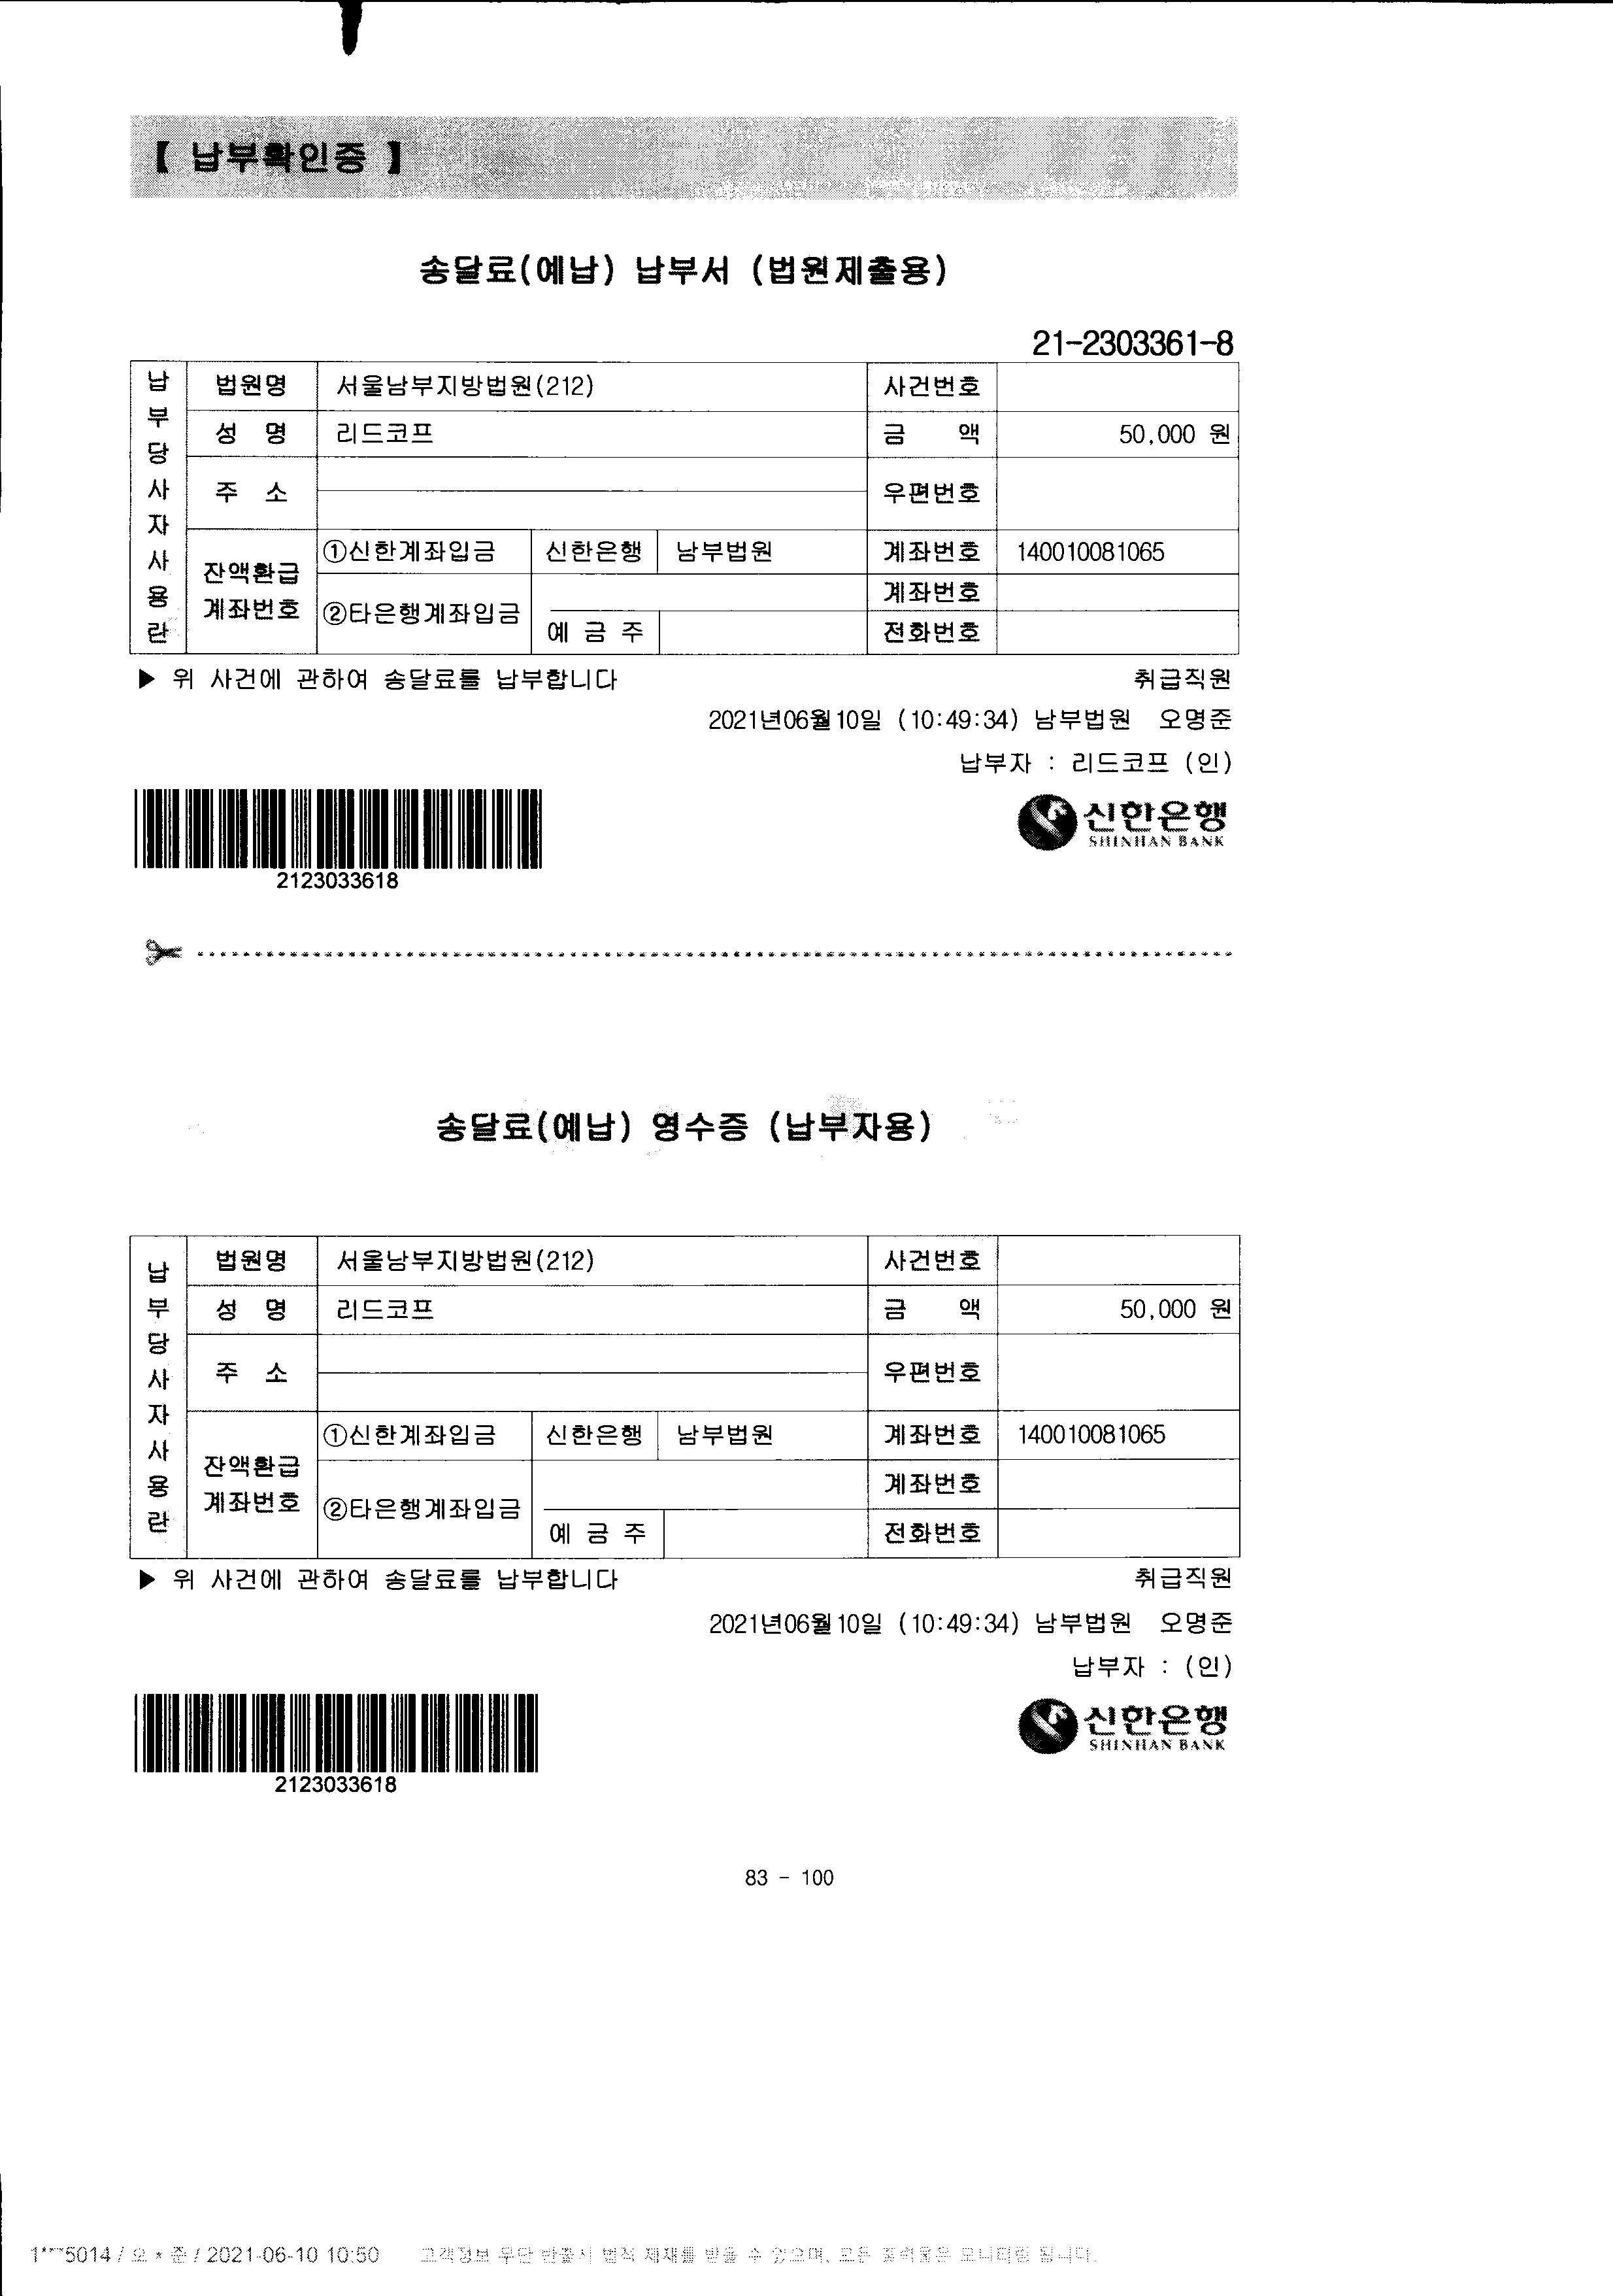 【 납부확인증 】
송달료(예납) 납부서 (법원제출용)
21-2303361-8
납부당사자사용란
법원명 서울남부지방법원(212) 사건번호
성 명 리드코프 금 액 50,000 원
주 소 우편번호
잔액환급 계좌번호 ①신한계좌입금 신한은행 남부법원 계좌번호 140010081065
②타은행계좌입금 계좌번호
예 금 주 전화번호
▶ 위 사건에 관하여 송달료를 납부합니다 취급직원
2021년06월10일 (10:49:34) 남부법원 오명준
납부자 : 리드코프 (인)
신한은행
SHINHAN BANK
2123033618
송달료(예납) 영수증 (납부자용)
납부당사자사용란
법원명 서울남부지방법원(212) 사건번호
성 명 리드코프 금 액 50,000 원
주 소 우편번호
잔액환급 계좌번호 ①신한계좌입금 신한은행 남부법원 계좌번호 140010081065
②타은행계좌입금 계좌번호
예 금 주 전화번호
▶ 위 사건에 관하여 송달료를 납부합니다 취급직원
2021년06월10일 (10:49:34) 남부법원 오명준
납부자 : (인)
신한은행
SHINHAN BANK
2123033618
83 - 100
1***5014 / 오 * 준 / 2021-06-10 10:50 고객정보 무단 반출시 법적 제재를 받을 수 있으며, 모든 출력물은 모니터링 됩니다.